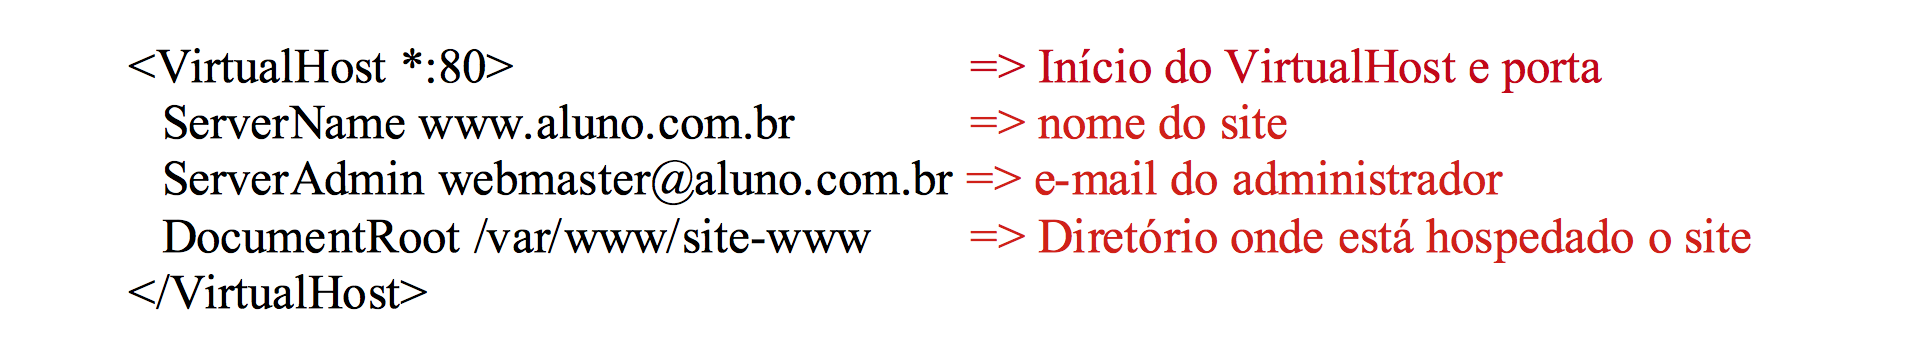 <VirtualHost *:80> => Início do VirtualHost e porta
ServerName www.aluno.com.br => nome do site
ServerAdmin webmaster@aluno.com.br => e-mail do administrador
DocumentRoot /var/www/site-www => Diretório onde está hospedado o site
</VirtualHost>